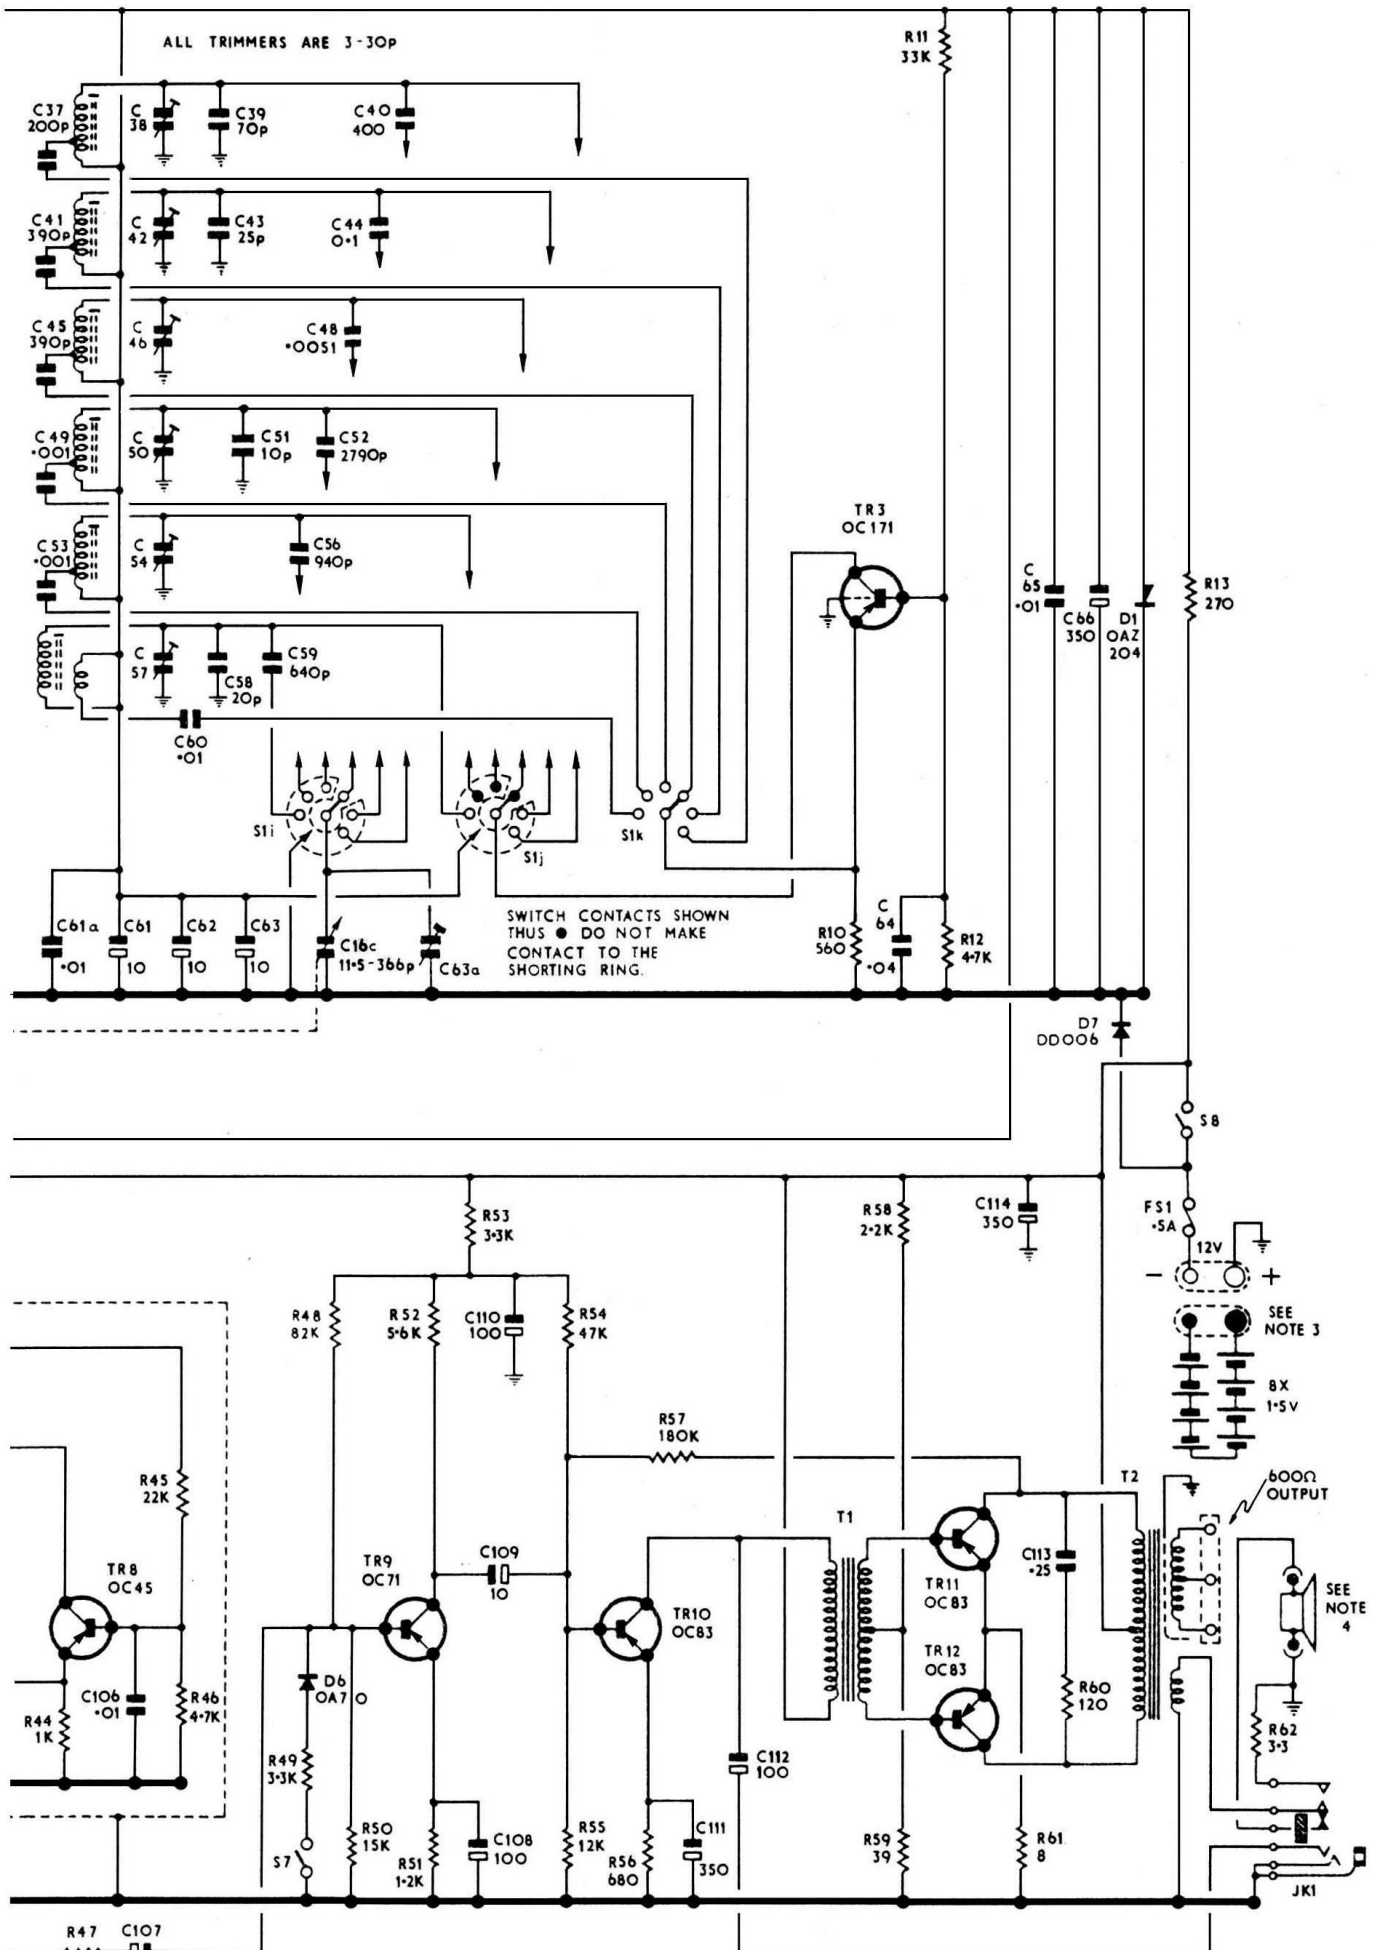 ALL TRIMMERS ARE 3-30p
R11
33K
C37
200p
C
38
C39
70p
C40
400
C41
390p
C
42
C43
25p
C44
0·1
C45
390p
C
46
C48
·0051
C49
·001
C
50
C51
10p
C52
2790p
C53
·001
C
54
C56
940p
TR3
OC171
C
65
·01
C66
350
D1
OAZ
204
R13
270
C
57
C58
20p
C59
640p
C60
·01
S1i
S1j
S1k
C61a
·01
C61
10
C62
10
C63
10
C16c
11·5-366p
C63a
SWITCH CONTACTS SHOWN
THUS ● DO NOT MAKE
CONTACT TO THE
SHORTING RING.
R10
560
C
64
·04
R12
4·7K
D7
DD006
S8
R53
3·3K
R58
2·2K
C114
350
FS1
·5A
12V
-
+
R48
82K
R52
5·6K
C110
100
R54
47K
SEE
NOTE 3
8X
1·5V
R57
180K
R45
22K
T2
600Ω
OUTPUT
T1
TR8
OC45
TR9
OC71
C109
10
TR10
OC83
TR11
OC83
C113
·25
SEE
NOTE
4
TR12
OC83
D6
OA70
C106
·01
R46
4·7K
R44
1K
R60
120
R62
3·3
R49
3·3K
C112
100
S7
R50
15K
R51
1·2K
C108
100
R55
12K
R56
680
C111
350
R59
39
R61
8
JK1
R47
C107